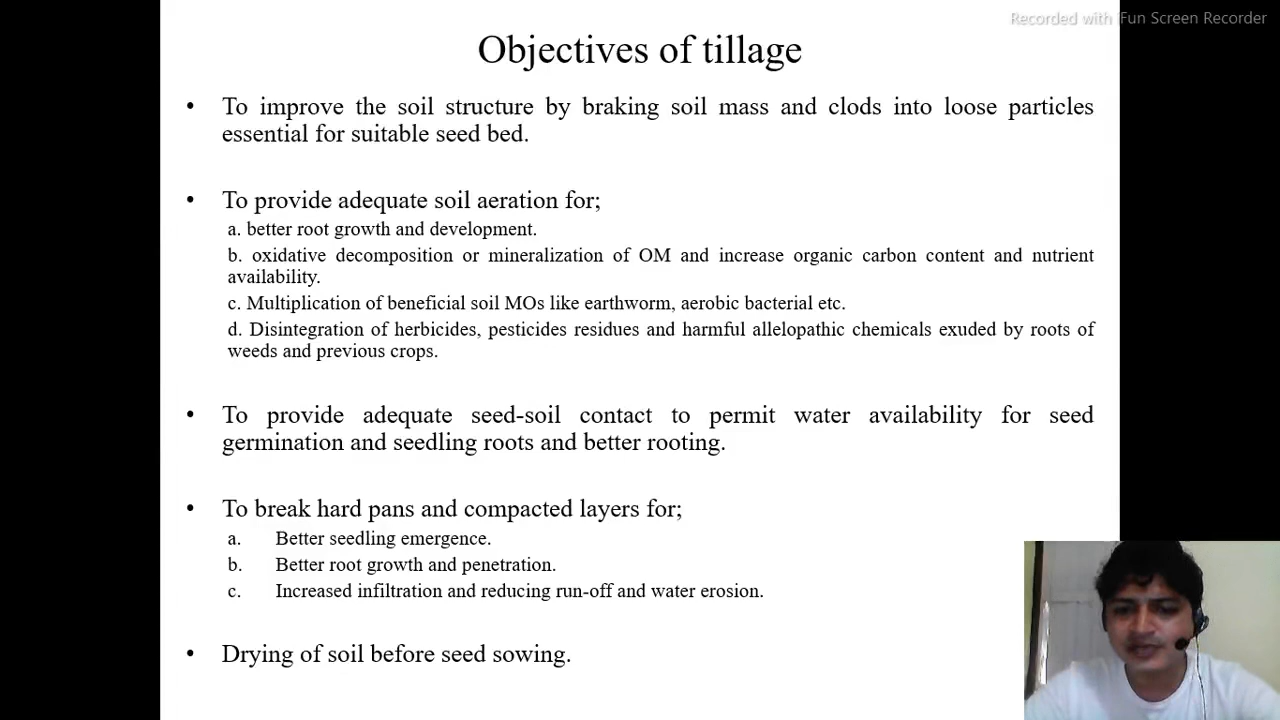 Recorded with iFun Screen Recorder
Objectives of tillage
• To improve the soil structure by braking soil mass and clods into loose particles
essential for suitable seed bed.
• To provide adequate soil aeration for;
a. better root growth and development.
b. oxidative decomposition or mineralization of OM and increase organic carbon content and nutrient
availability.
c. Multiplication of beneficial soil MOs like earthworm, aerobic bacterial etc.
d. Disintegration of herbicides, pesticides residues and harmful allelopathic chemicals exuded by roots of
weeds and previous crops.
• To provide adequate seed-soil contact to permit water availability for seed
germination and seedling roots and better rooting.
• To break hard pans and compacted layers for;
a. Better seedling emergence.
b. Better root growth and penetration.
c. Increased infiltration and reducing run-off and water erosion.
• Drying of soil before seed sowing.